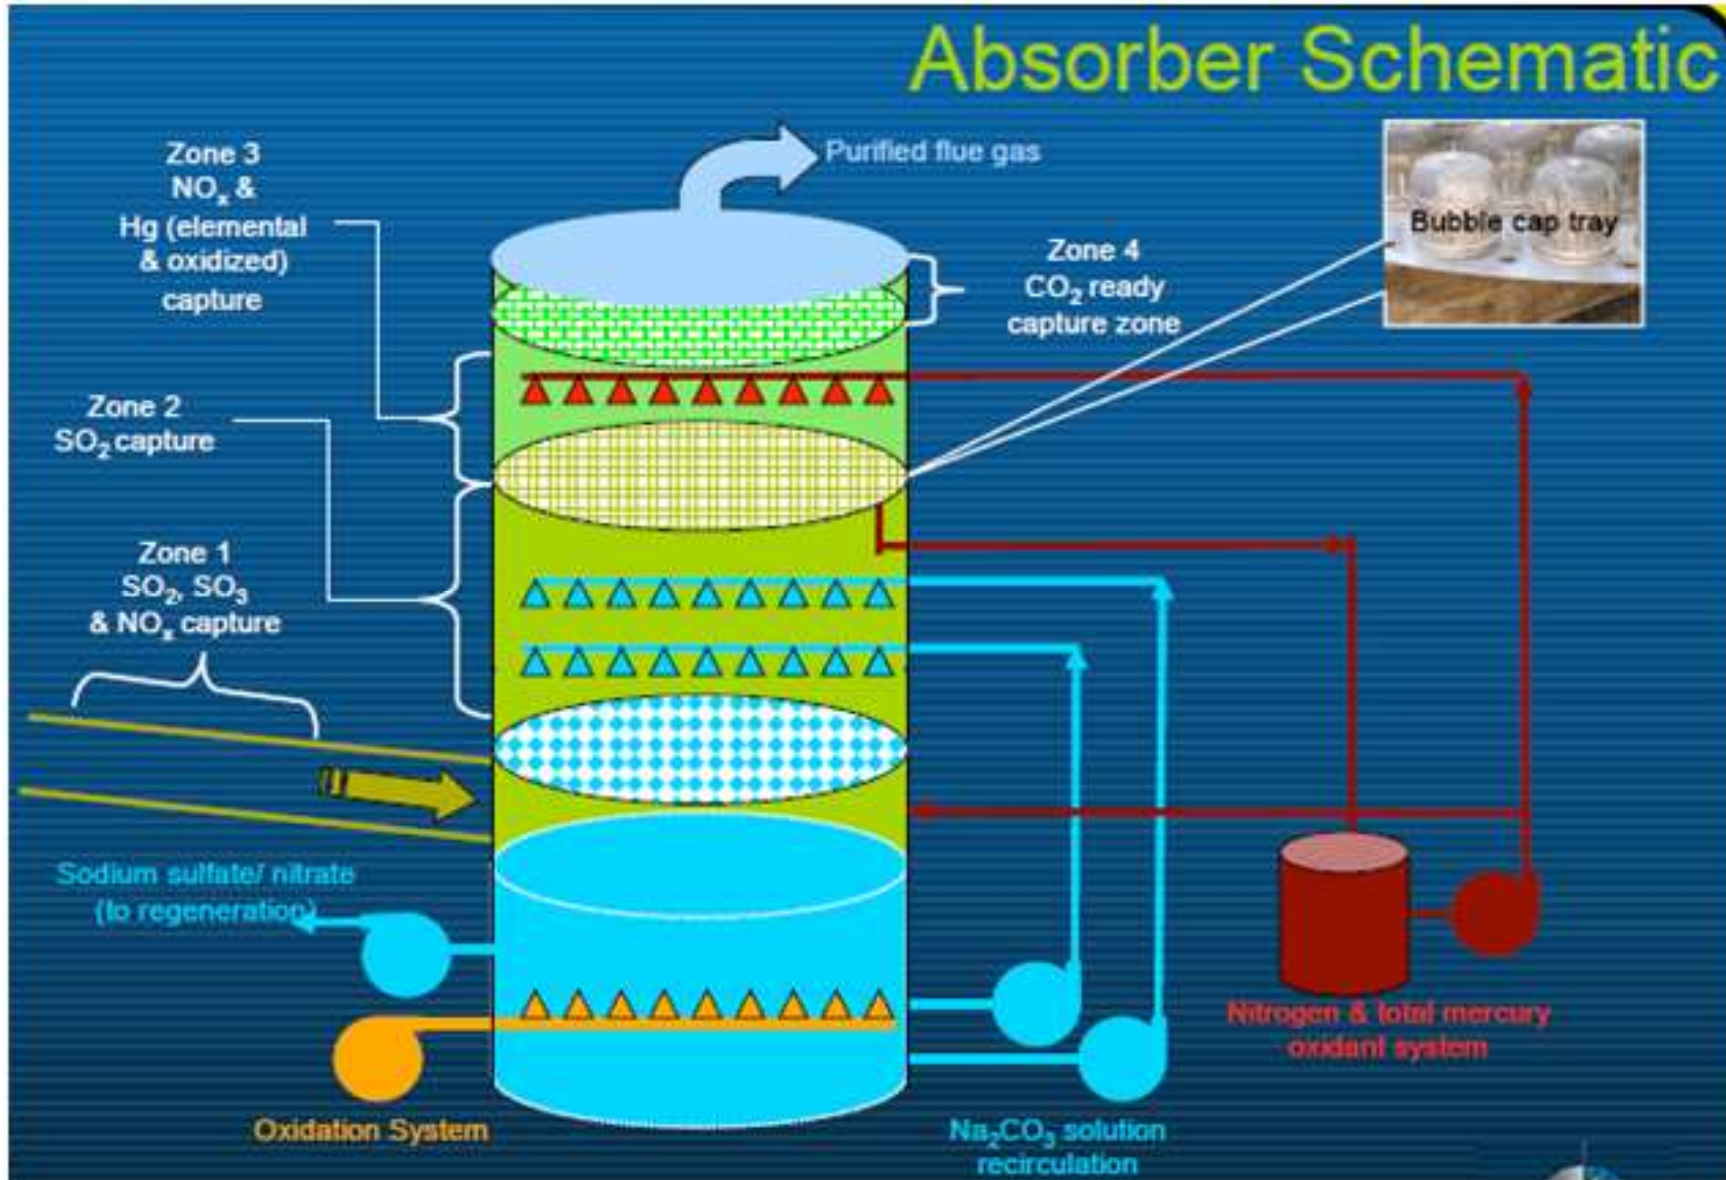 Absorber Schematic
Zone 3
NOx &
Hg (elemental
& oxidized)
capture
Purified flue gas
Zone 4
CO2 ready
capture zone
Bubble cap tray
Zone 2
SO2 capture
Zone 1
SO2, SO3
& NOx capture
Sodium sulfate/ nitrate
(to regeneration)
Oxidation System
Na2CO3 solution
recirculation
Nitrogen & total mercury
oxidant system